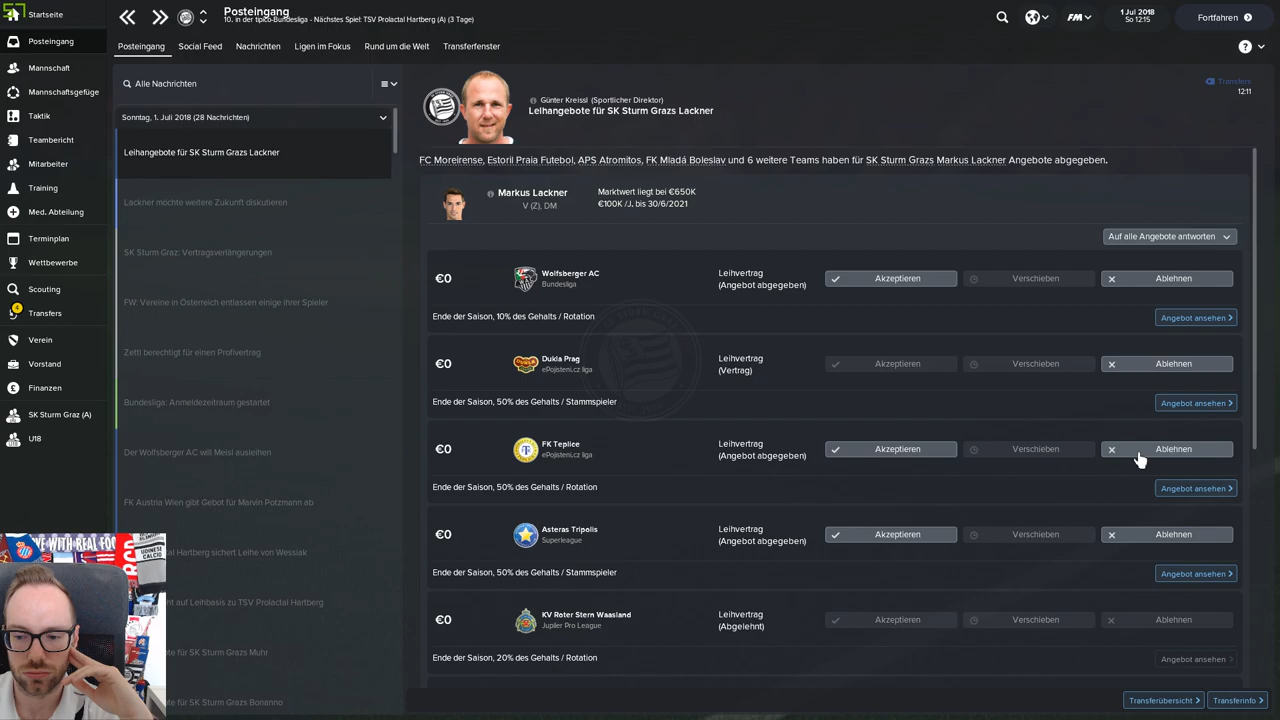 Startseite
Posteingang
Mannschaft
Mannschaftsgefüge
Taktik
Teambericht
Mitarbeiter
Training
Med. Abteilung
Terminplan
Wettbewerbe
Scouting
4
Transfers
Verein
Vorstand
Finanzen
SK Sturm Graz (A)
U18
Posteingang
10. in der tipico-Bundesliga - Nächstes Spiel: TSV Prolactal Hartberg (A) (3 Tage)
FM
1 Jul 2018
So 12:15
Fortfahren
Posteingang
Social Feed
Nachrichten
Ligen im Fokus
Rund um die Welt
Transferfenster
?
Alle Nachrichten
Sonntag, 1. Juli 2018 (28 Nachrichten)
Leihangebote für SK Sturm Grazs Lackner
Lackner möchte weitere Zukunft diskutieren
SK Sturm Graz: Vertragsverlängerungen
FW: Vereine in Österreich entlassen einige ihrer Spieler
Zettl berechtigt für einen Profivertrag
Bundesliga: Anmeldezeitraum gestartet
Der Wolfsberger AC will Meisl ausleihen
FK Austria Wien gibt Gebot für Marvin Potzmann ab
al Hartberg sichert Leihe von Wessiak
t auf Leihbasis zu TSV Prolactal Hartberg
ote für SK Sturm Grazs Muhr
ote für SK Sturm Grazs Bonanno
Günter Kreissl (Sportlicher Direktor)
Leihangebote für SK Sturm Grazs Lackner
Transfers
12:11
FC Moreirense, Estoril Praia Futebol, APS Atromitos, FK Mladá Boleslav und 6 weitere Teams haben für SK Sturm Grazs Markus Lackner Angebote abgegeben.
Markus Lackner
V (Z), DM
Marktwert liegt bei €650K
€100K /J. bis 30/6/2021
Auf alle Angebote antworten
€0
Wolfsberger AC
Bundesliga
Leihvertrag
(Angebot abgegeben)
Akzeptieren
Verschieben
Ablehnen
Ende der Saison, 10% des Gehalts / Rotation
Angebot ansehen
€0
Dukla Prag
ePojisteni.cz liga
Leihvertrag
(Vertrag)
Akzeptieren
Verschieben
Ablehnen
Ende der Saison, 50% des Gehalts / Stammspieler
Angebot ansehen
€0
FK Teplice
ePojisteni.cz liga
Leihvertrag
(Angebot abgegeben)
Akzeptieren
Verschieben
Ablehnen
Ende der Saison, 50% des Gehalts / Rotation
Angebot ansehen
€0
Asteras Tripolis
Superleague
Leihvertrag
(Angebot abgegeben)
Akzeptieren
Verschieben
Ablehnen
Ende der Saison, 50% des Gehalts / Stammspieler
Angebot ansehen
€0
KV Roter Stern Waasland
Jupiler Pro League
Leihvertrag
(Abgelehnt)
Akzeptieren
Verschieben
Ablehnen
Ende der Saison, 20% des Gehalts / Rotation
Angebot ansehen
Transferübersicht
Transferinfo
UDINESE
CALCIO